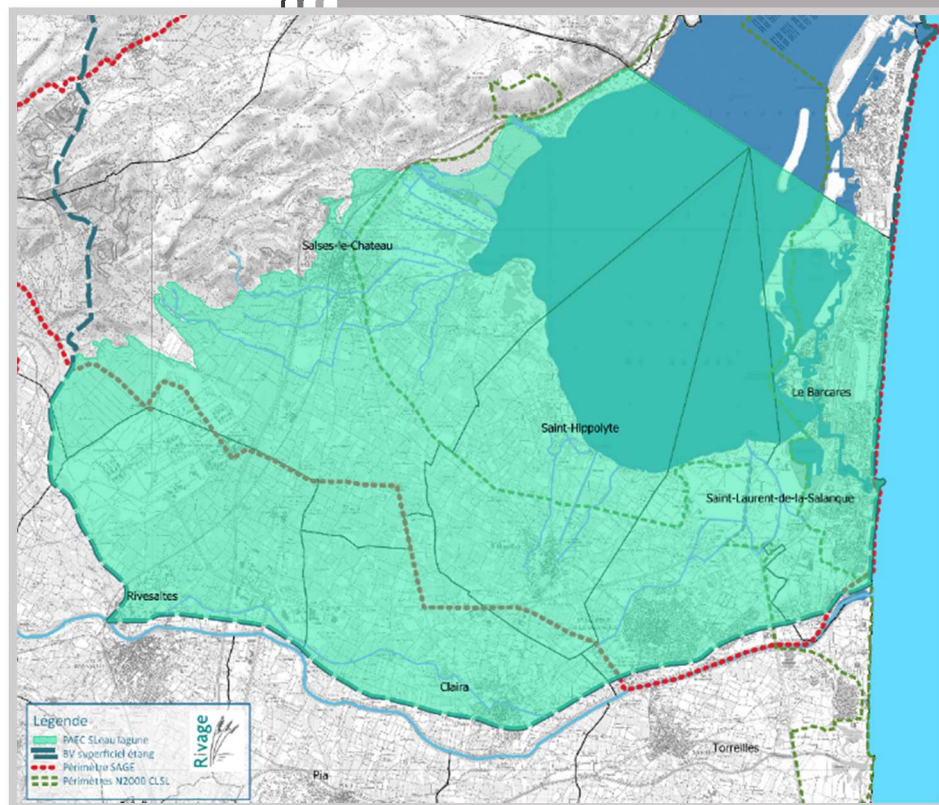 Salses-le-Chateau
Le Barcares
Saint-Hippolyte
Saint-Laurent-de-la-Salanque
Rivesaltes
Claira
Torreilles
Pia
Légende
PAEC SLeau lagune
BV superficiel étang
Périmètre SAGE
Périmètres N2000 CLSL
Rivage